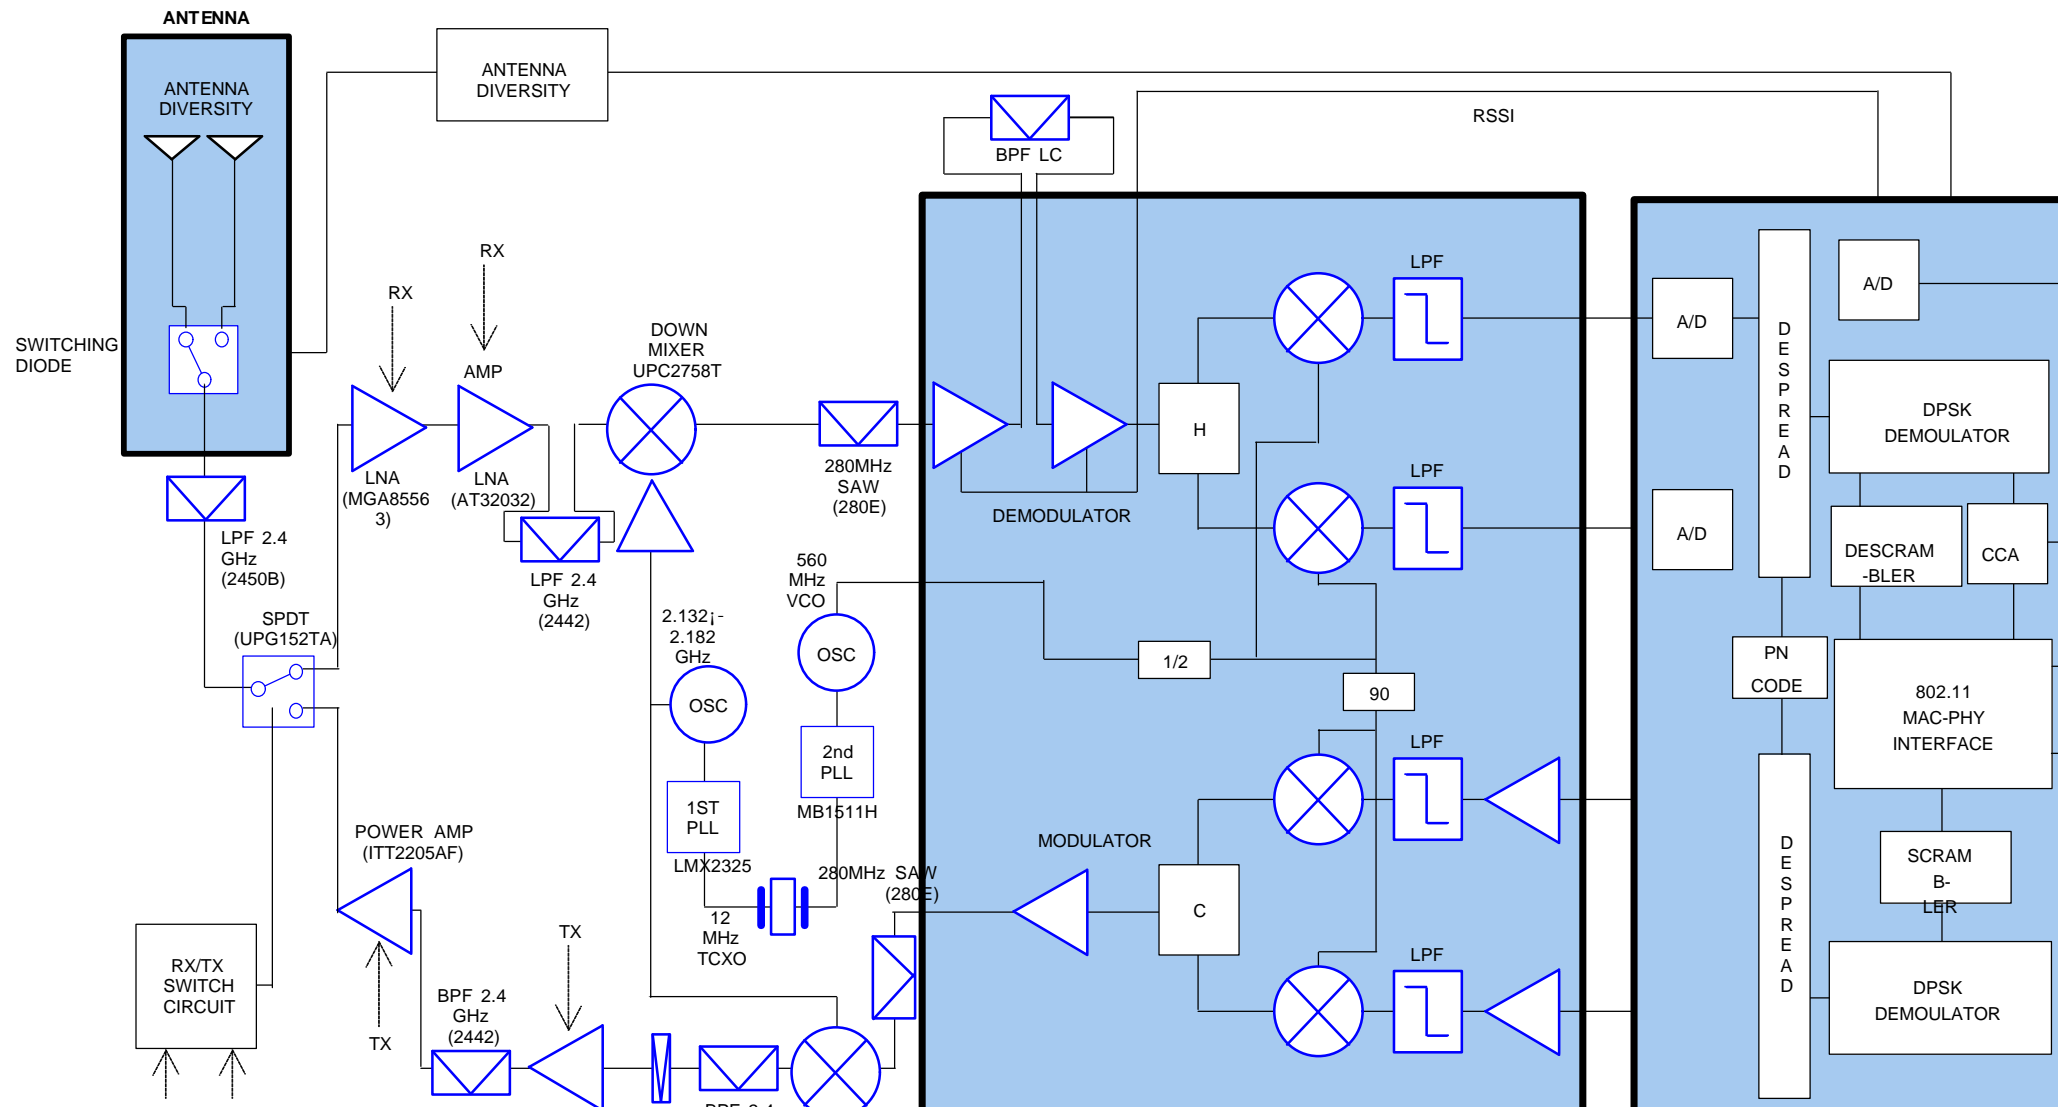 ANTENNA
ANTENNA
DIVERSITY
ANTENNA
DIVERSITY
SWITCHING
DIODE
LPF 2.4
GHz
(2450B)
SPDT
(UPG152TA)
RX
RX
AMP
LNA
(MGA8556
3)
LNA
(AT32032)
LPF 2.4
GHz
(2442)
DOWN
MIXER
UPC2758T
280MHz
SAW
(280E)
BPF LC
RSSI
DEMODULATOR
H
LPF
LPF
560
MHz
VCO
OSC
2.132¡-
2.182
GHz
OSC
2nd
PLL
MB1511H
1ST
PLL
LMX2325
12
MHz
TCXO
280MHz SAW
(280E)
1/2
90
MODULATOR
C
LPF
LPF
POWER AMP
(ITT2205AF)
TX
TX
RX/TX
SWITCH
CIRCUIT
BPF 2.4
GHz
(2442)
BPF 2.4
A/D
A/D
A/D
D
E
S
P
R
E
A
D
DPSK
DEMOULATOR
DESCRAM
-BLER
CCA
PN
CODE
802.11
MAC-PHY
INTERFACE
D
E
S
P
R
E
A
D
SCRAM
B-
LER
DPSK
DEMOULATOR